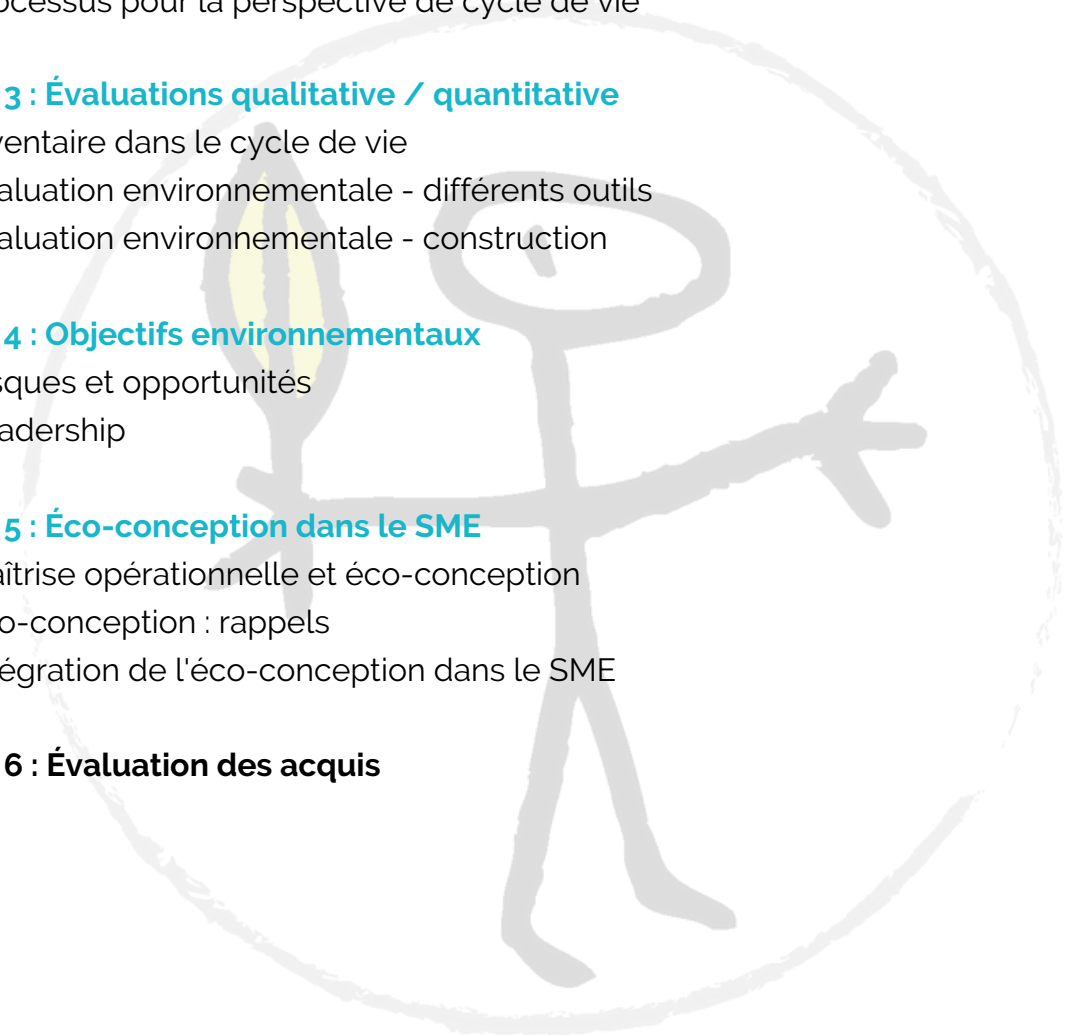 ocessus pour la perspective de cycle de vie
3 : Évaluations qualitative / quantitative
ventaire dans le cycle de vie
aluation environnementale - différents outils
aluation environnementale - construction
4 : Objectifs environnementaux
sques et opportunités
adership
5 : Éco-conception dans le SME
aîtrise opérationnelle et éco-conception
o-conception : rappels
égration de l'éco-conception dans le SME
6 : Évaluation des acquis